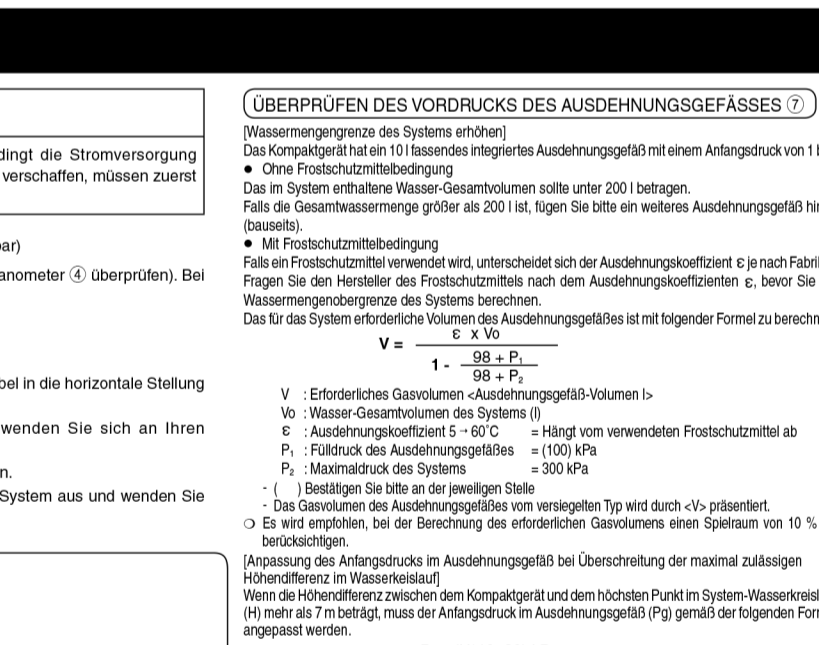 dingt die Stromversorgung
verschaffen, müssen zuerst
bar)
anometer ④ überprüfen). Bei
bel in die horizontale Stellung
wenden Sie sich an Ihren
n.
System aus und wenden Sie
ÜBERPRÜFEN DES VORDRUCKS DES AUSDEHNUNGSGEFÄSSES ⑦
[Wassermengengrenze des Systems erhöhen]
Das Kompaktgerät hat ein 10 l fassendes integriertes Ausdehnungsgefäß mit einem Anfangsdruck von 1 b
● Ohne Frostschutzmittelbedingung
Das im System enthaltene Wasser-Gesamtvolumen sollte unter 200 l betragen.
Falls die Gesamtwassermenge größer als 200 l ist, fügen Sie bitte ein weiteres Ausdehnungsgefäß hin
(bauseits).
● Mit Frostschutzmittelbedingung
Falls ein Frostschutzmittel verwendet wird, unterscheidet sich der Ausdehnungskoeffizient ε je nach Fabri
Fragen Sie den Hersteller des Frostschutzmittels nach dem Ausdehnungskoeffizienten ε, bevor Sie
Wassermengenobergrenze des Systems berechnen.
Das für das System erforderliche Volumen des Ausdehnungsgefäßes ist mit folgender Formel zu berechn
ε x Vo
V =
1 - 98 + P₁
98 + P₂
V : Erforderliches Gasvolumen <Ausdehnungsgefäß-Volumen l>
Vo : Wasser-Gesamtvolumen des Systems (l)
ε : Ausdehnungskoeffizient 5 → 60°C = Hängt vom verwendeten Frostschutzmittel ab
P₁ : Fülldruck des Ausdehnungsgefäßes = (100) kPa
P₂ : Maximaldruck des Systems = 300 kPa
- ( ) Bestätigen Sie bitte an der jeweiligen Stelle
- Das Gasvolumen des Ausdehnungsgefäßes vom versiegelten Typ wird durch <V> präsentiert.
❍ Es wird empfohlen, bei der Berechnung des erforderlichen Gasvolumens einen Spielraum von 10 %
berücksichtigen.
[Anpassung des Anfangsdrucks im Ausdehnungsgefäß bei Überschreitung der maximal zulässigen
Höhendifferenz im Wasserkeislauf]
Wenn die Höhendifferenz zwischen dem Kompaktgerät und dem höchsten Punkt im System-Wasserkreisl
(H) mehr als 7 m beträgt, muss der Anfangsdruck im Ausdehnungsgefäß (Pg) gemäß der folgenden For
angepasst werden.